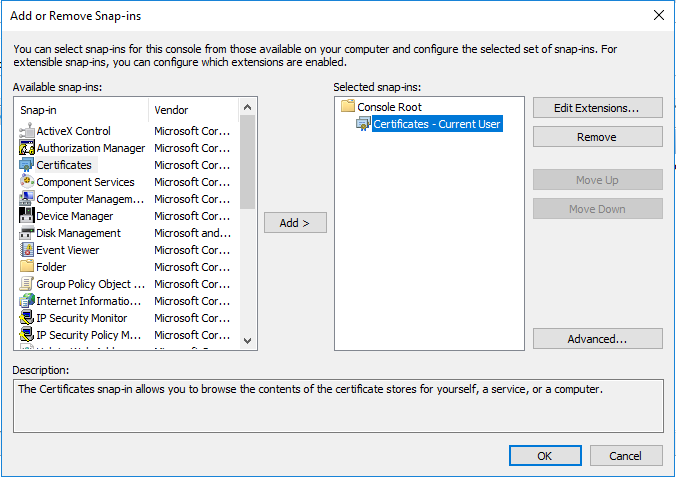 Add or Remove Snap-ins
You can select snap-ins for this console from those available on your computer and configure the selected set of snap-ins. For
extensible snap-ins, you can configure which extensions are enabled.
Available snap-ins:
Snap-in Vendor
ActiveX Control Microsoft Cor...
Authorization Manager Microsoft Cor...
Certificates Microsoft Cor...
Component Services Microsoft Cor...
Computer Managem... Microsoft Cor...
Device Manager Microsoft Cor...
Disk Management Microsoft and...
Event Viewer Microsoft Cor...
Folder Microsoft Cor...
Group Policy Object ... Microsoft Cor...
Internet Informatio... Microsoft Cor...
IP Security Monitor Microsoft Cor...
IP Security Policy M... Microsoft Cor...
Add >
Selected snap-ins:
Console Root
Certificates - Current User
Edit Extensions...
Remove
Move Up
Move Down
Advanced...
Description:
The Certificates snap-in allows you to browse the contents of the certificate stores for yourself, a service, or a computer.
OK
Cancel